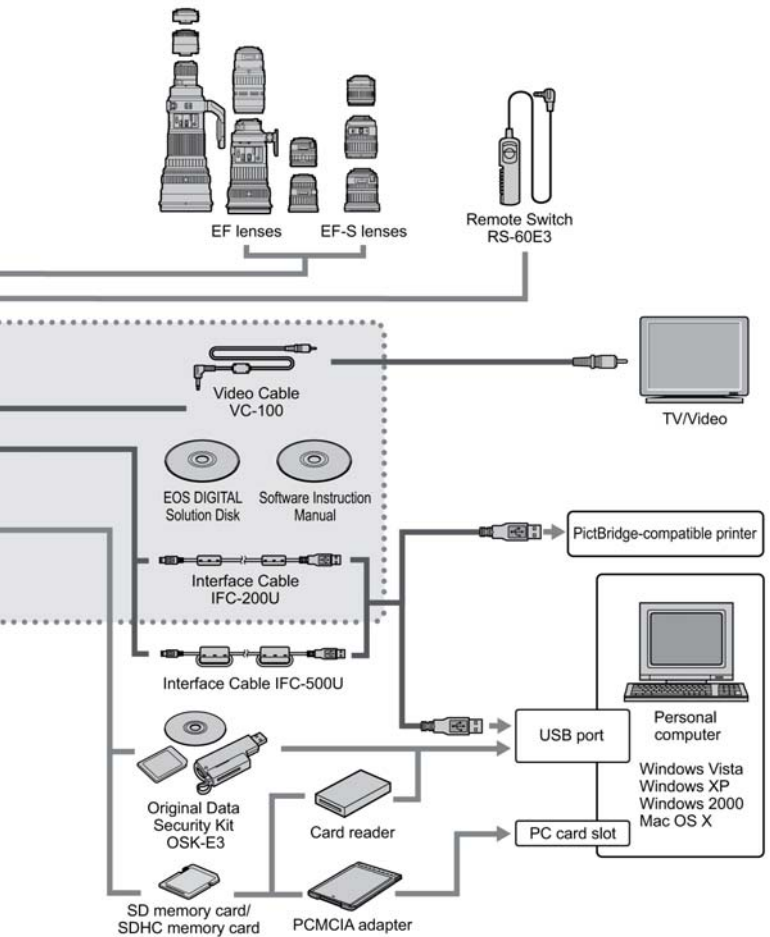 EF lenses
EF-S lenses
Remote Switch
RS-60E3
Video Cable
VC-100
TV/Video
EOS DIGITAL
Solution Disk
Software Instruction
Manual
PictBridge-compatible printer
Interface Cable
IFC-200U
Interface Cable IFC-500U
USB port
Personal
computer
Windows Vista
Windows XP
Windows 2000
Mac OS X
Original Data
Security Kit
OSK-E3
Card reader
PC card slot
SD memory card/
SDHC memory card
PCMCIA adapter